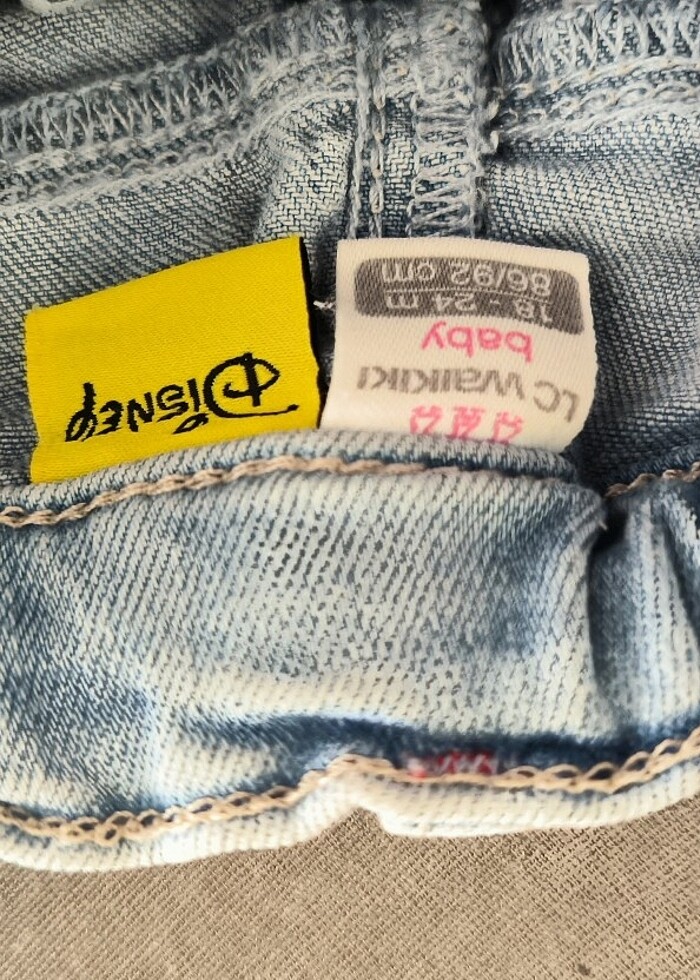 DISNEY
LC WAIKIKI
baby
18 - 24 m
86/92 cm